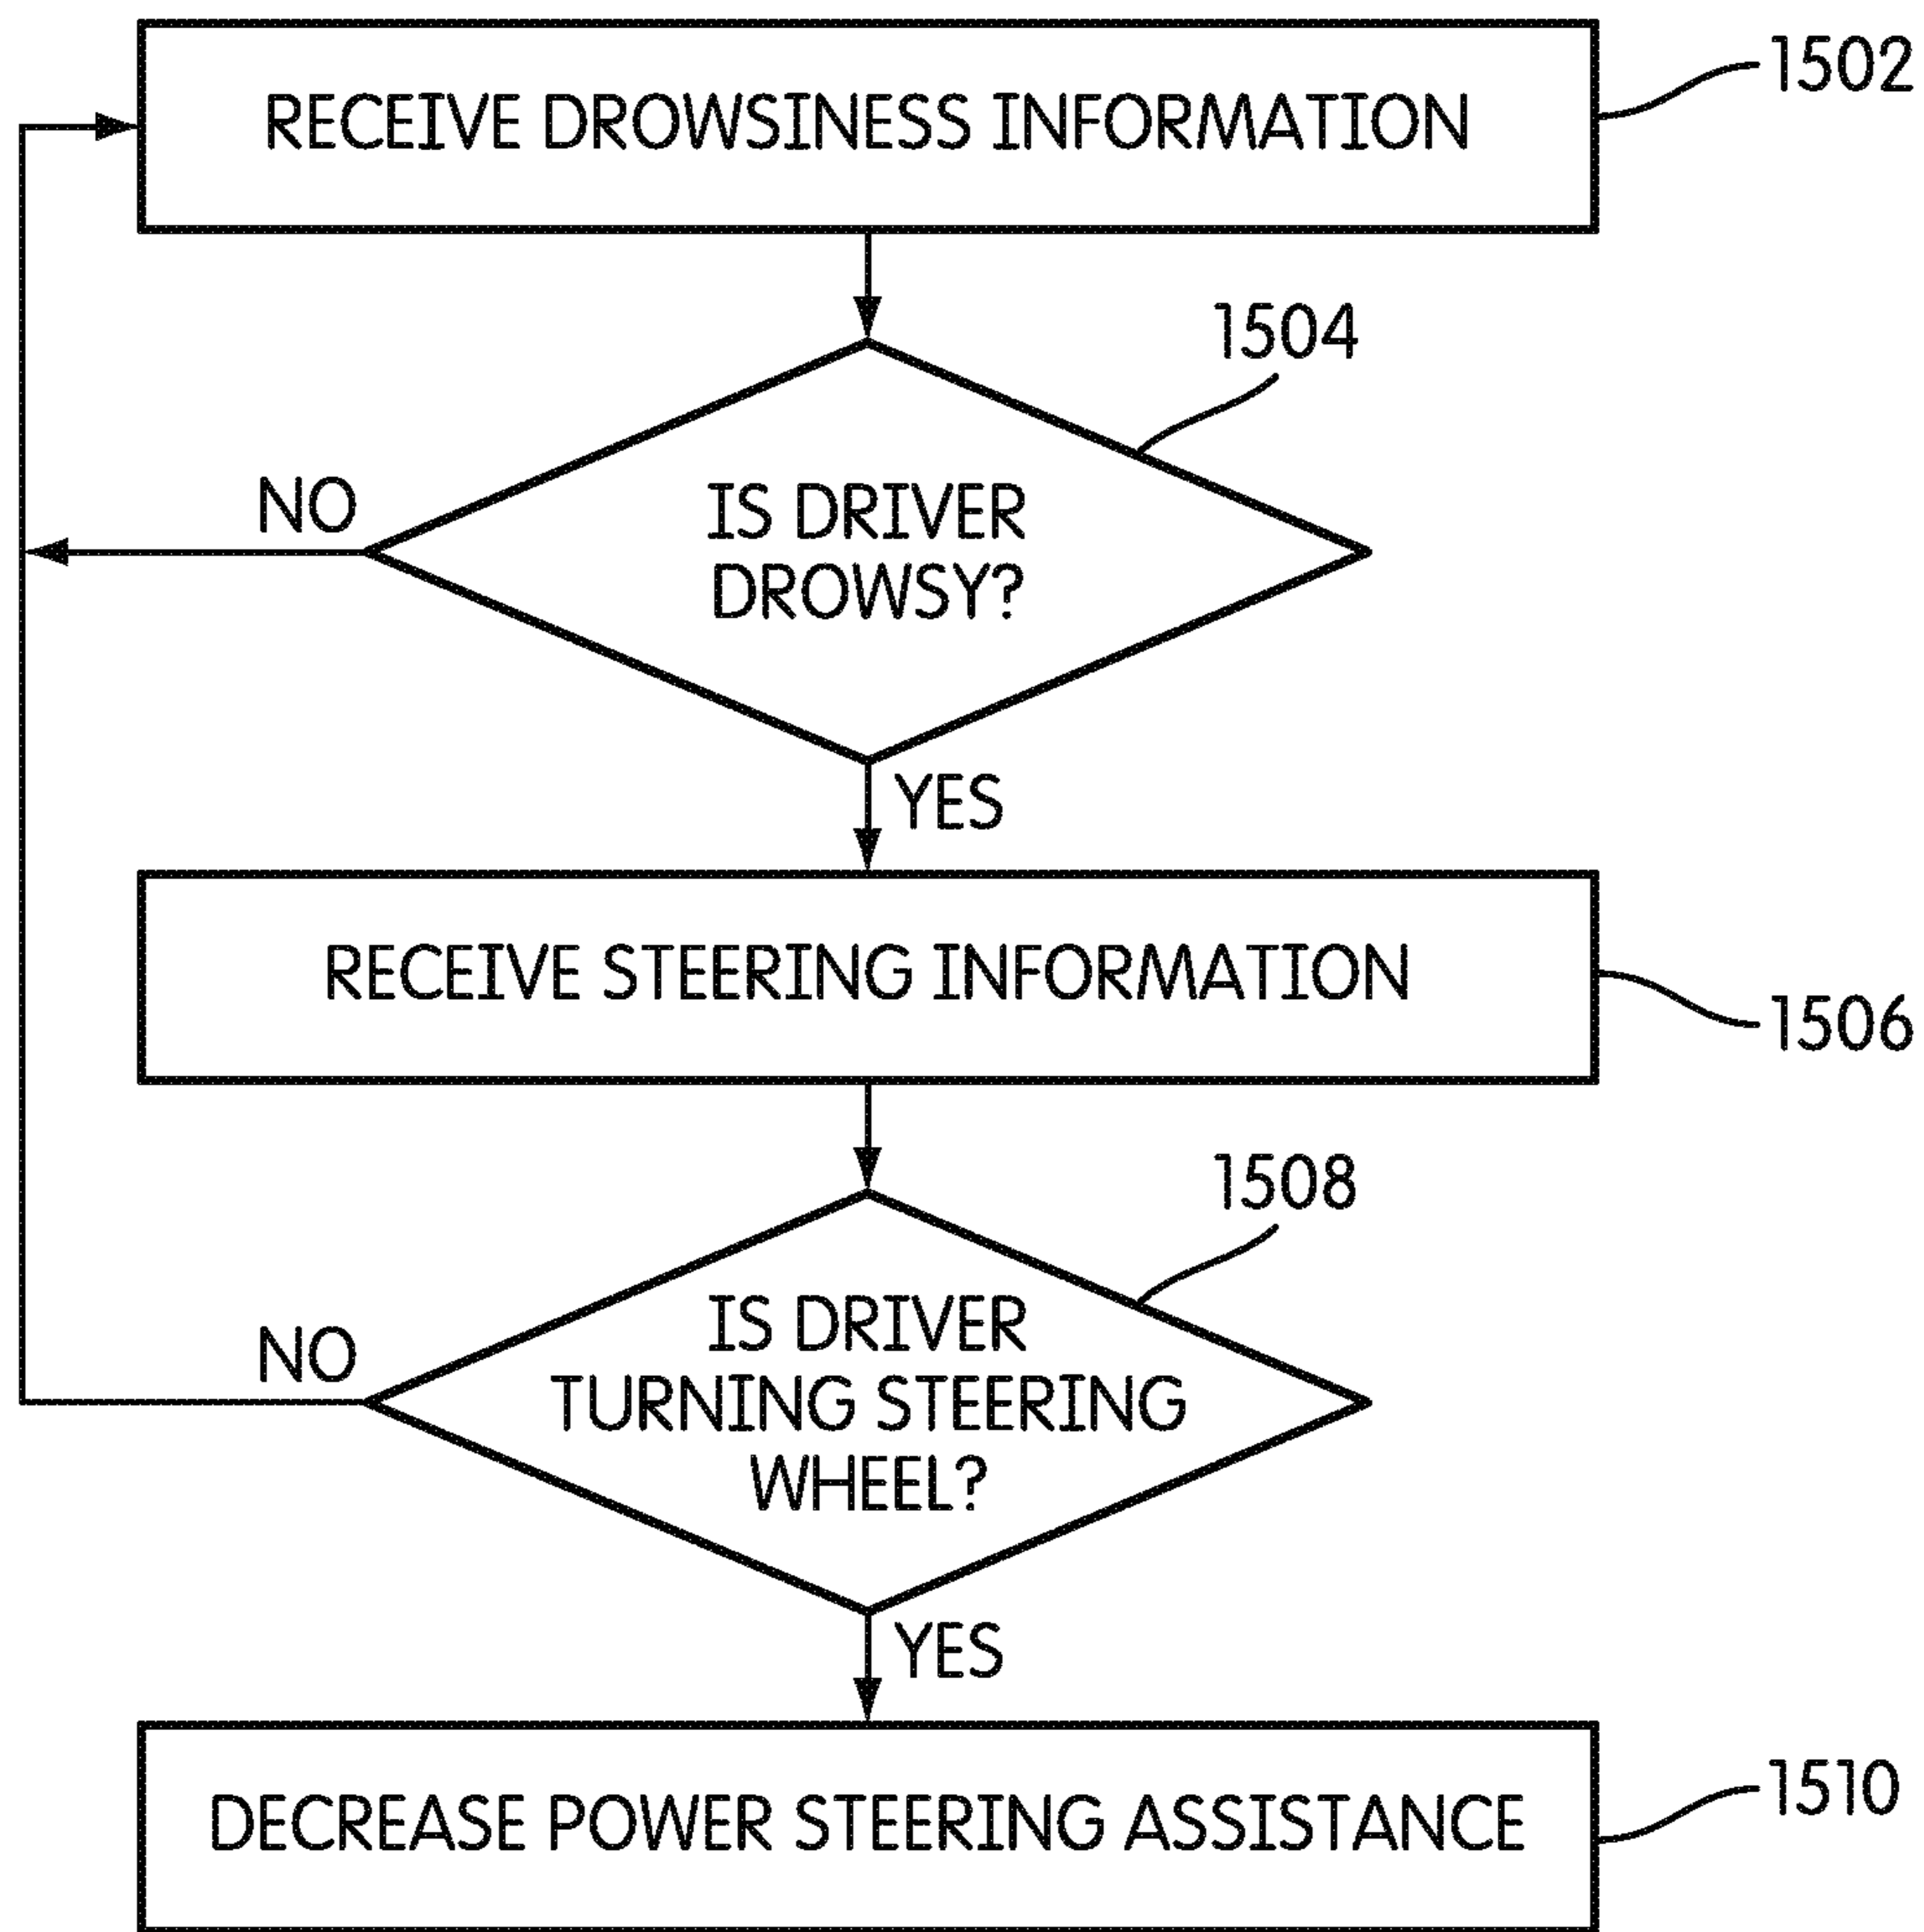 RECEIVE DROWSINESS INFORMATION
1502
1504
IS DRIVER
DROWSY?
NO
YES
RECEIVE STEERING INFORMATION
1506
1508
IS DRIVER
TURNING STEERING
WHEEL?
NO
YES
DECREASE POWER STEERING ASSISTANCE
1510